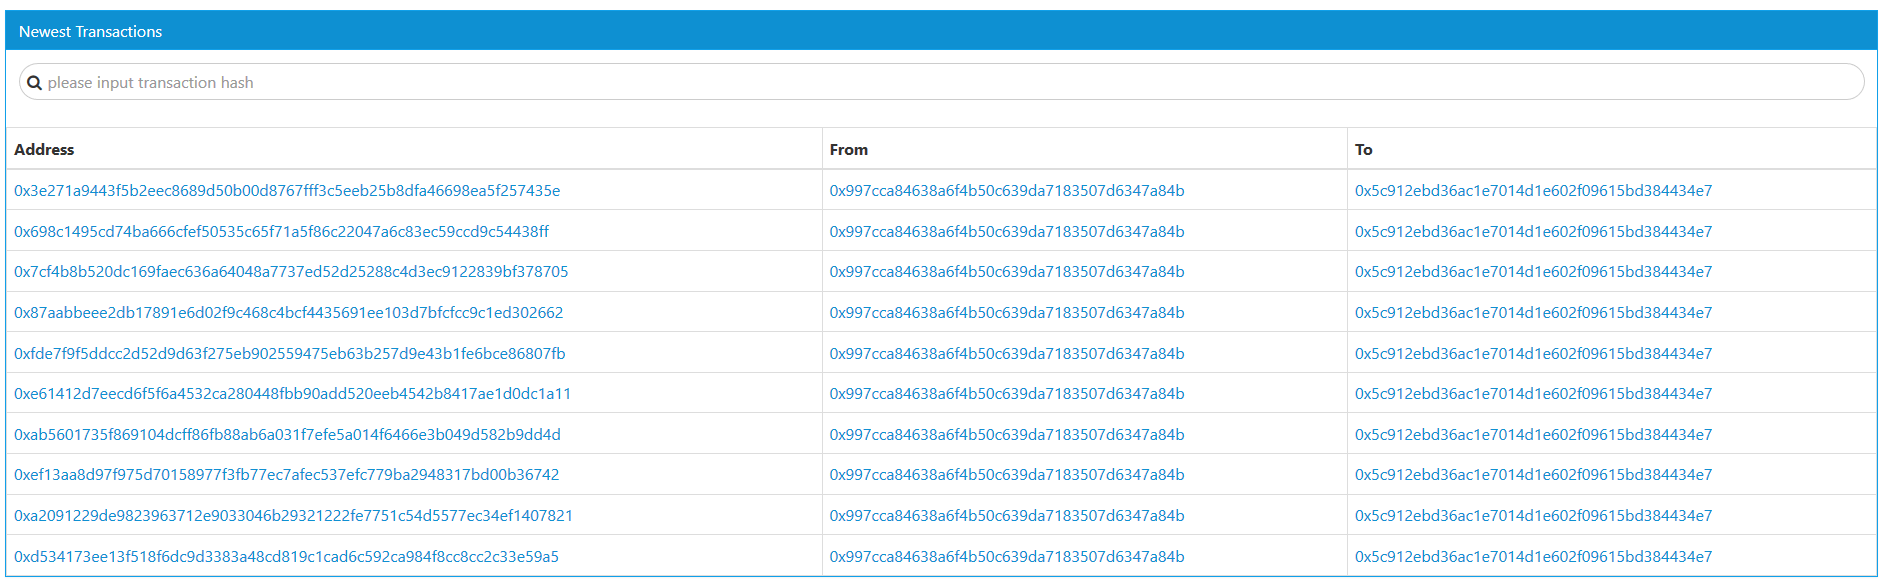 Newest Transactions
please input transaction hash
Address From To
0x3e271a9443f5b2eec8689d50b00d8767fff3c5eeb25b8dfa46698ea5f257435e 0x997cca84638a6f4b50c639da7183507d6347a84b 0x5c912ebd36ac1e7014d1e602f09615bd384434e7
0x698c1495cd74ba666cfef50535c65f71a5f86c22047a6c83ec59ccd9c54438ff 0x997cca84638a6f4b50c639da7183507d6347a84b 0x5c912ebd36ac1e7014d1e602f09615bd384434e7
0x7cf4b8b520dc169faec636a64048a7737ed52d25288c4d3ec9122839bf378705 0x997cca84638a6f4b50c639da7183507d6347a84b 0x5c912ebd36ac1e7014d1e602f09615bd384434e7
0x87aabbeee2db17891e6d02f9c468c4bcf4435691ee103d7bfcfcc9c1ed302662 0x997cca84638a6f4b50c639da7183507d6347a84b 0x5c912ebd36ac1e7014d1e602f09615bd384434e7
0xfde7f9f5ddcc2d52d9d63f275eb902559475eb63b257d9e43b1fe6bce86807fb 0x997cca84638a6f4b50c639da7183507d6347a84b 0x5c912ebd36ac1e7014d1e602f09615bd384434e7
0xe61412d7eecd6f5f6a4532ca280448fbb90add520eeb4542b8417ae1d0dc1a11 0x997cca84638a6f4b50c639da7183507d6347a84b 0x5c912ebd36ac1e7014d1e602f09615bd384434e7
0xab5601735f869104dcff86fb88ab6a031f7efe5a014f6466e3b049d582b9dd4d 0x997cca84638a6f4b50c639da7183507d6347a84b 0x5c912ebd36ac1e7014d1e602f09615bd384434e7
0xef13aa8d97f975d70158977f3fb77ec7afec537efc779ba2948317bd00b36742 0x997cca84638a6f4b50c639da7183507d6347a84b 0x5c912ebd36ac1e7014d1e602f09615bd384434e7
0xa2091229de9823963712e9033046b29321222fe7751c54d5577ec34ef1407821 0x997cca84638a6f4b50c639da7183507d6347a84b 0x5c912ebd36ac1e7014d1e602f09615bd384434e7
0xd534173ee13f518f6dc9d3383a48cd819c1cad6c592ca984f8cc8cc2c33e59a5 0x997cca84638a6f4b50c639da7183507d6347a84b 0x5c912ebd36ac1e7014d1e602f09615bd384434e7